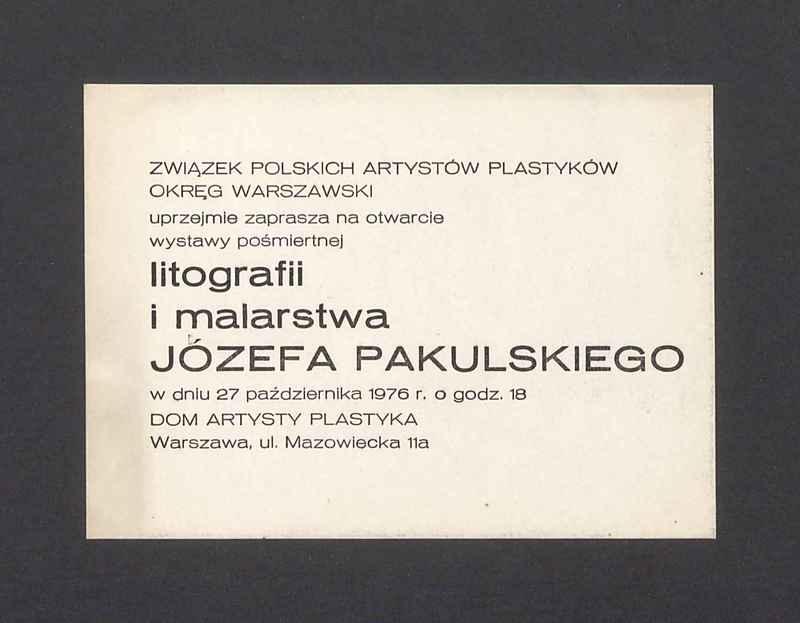 ZWIĄZEK POLSKICH ARTYSTÓW PLASTYKÓW
OKRĘG WARSZAWSKI
uprzejmie zaprasza na otwarcie
wystawy pośmiertnej
litografii
i malarstwa
JÓZEFA PAKULSKIEGO
w dniu 27 października 1976 r. o godz. 18
DOM ARTYSTY PLASTYKA
Warszawa, ul. Mazowiecka 11a